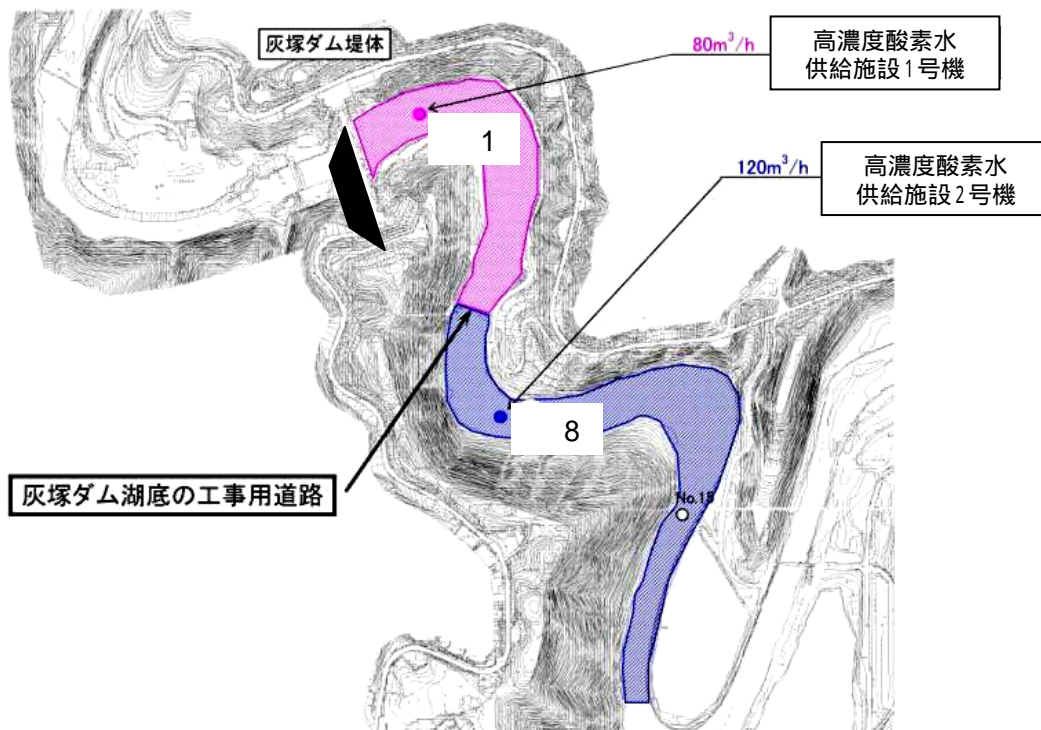 灰塚ダム堤体
80m³/h
高濃度酸素水
供給施設1号機
1
120m³/h
高濃度酸素水
供給施設2号機
8
灰塚ダム湖底の工事用道路
No.15